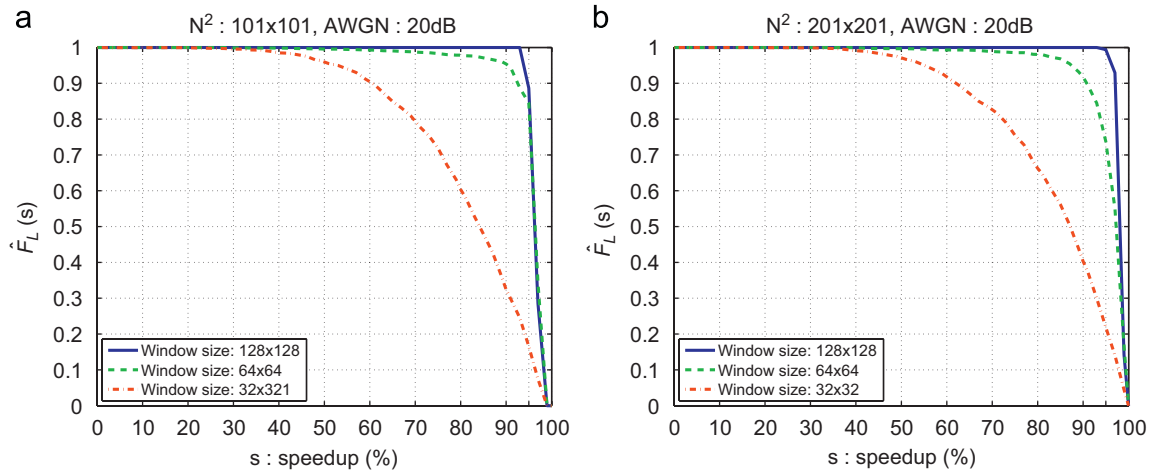 a
N² : 101x101, AWGN : 20dB
1
0.9
0.8
0.7
0.6
0.5
0.4
0.3
0.2
0.1
0
F̂L (s)
Window size: 128x128
Window size: 64x64
Window size: 32x321
0 10 20 30 40 50 60 70 80 90 100
s : speedup (%)
b
N² : 201x201, AWGN : 20dB
1
0.9
0.8
0.7
0.6
0.5
0.4
0.3
0.2
0.1
0
F̂L (s)
Window size: 128x128
Window size: 64x64
Window size: 32x32
0 10 20 30 40 50 60 70 80 90 100
s : speedup (%)